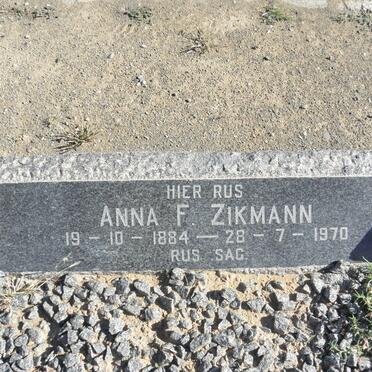 HIER RUS
ANNA F. ZIKMANN
19 – 10 – 1884 — 28 – 7 – 1970
RUS SAG.